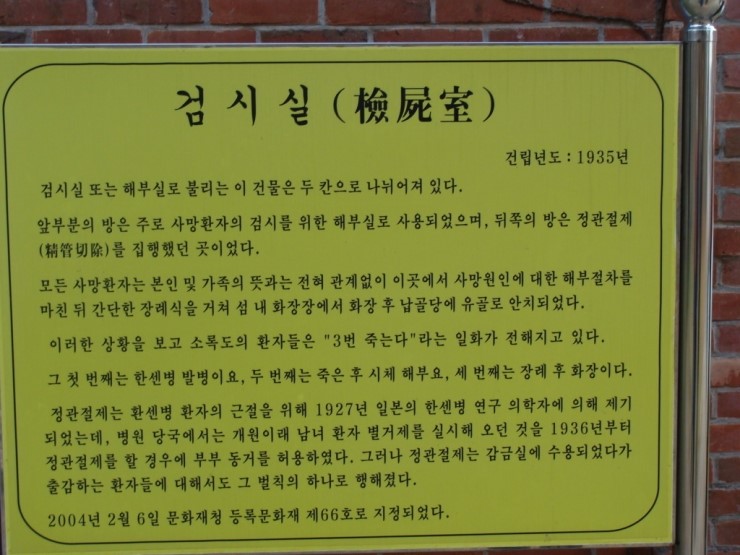 검시실 (檢屍室)
건립년도 : 1935년
검시실 또는 해부실로 불리는 이 건물은 두 칸으로 나뉘어져 있다.
앞부분의 방은 주로 사망환자의 검시를 위한 해부실로 사용되었으며, 뒤쪽의 방은 정관절제
(精管切除)를 집행했던 곳이었다.
모든 사망환자는 본인 및 가족의 뜻과는 전혀 관계없이 이곳에서 사망원인에 대한 해부절차를
마친 뒤 간단한 장례식을 거쳐 섬 내 화장장에서 화장 후 납골당에 유골로 안치되었다.
이러한 상황을 보고 소록도의 환자들은 "3번 죽는다"라는 일화가 전해지고 있다.
그 첫 번째는 한센병 발병이요, 두 번째는 죽은 후 시체 해부요, 세 번째는 장례 후 화장이다.
정관절제는 환센병 환자의 근절을 위해 1927년 일본의 한센병 연구 의학자에 의해 제기
되었는데, 병원 당국에서는 개원이래 남녀 환자 별거제를 실시해 오던 것을 1936년부터
정관절제를 할 경우에 부부 동거를 허용하였다. 그러나 정관절제는 감금실에 수용되었다가
출감하는 환자들에 대해서도 그 벌칙의 하나로 행해졌다.
2004년 2월 6일 문화재청 등록문화재 제66호로 지정되었다.